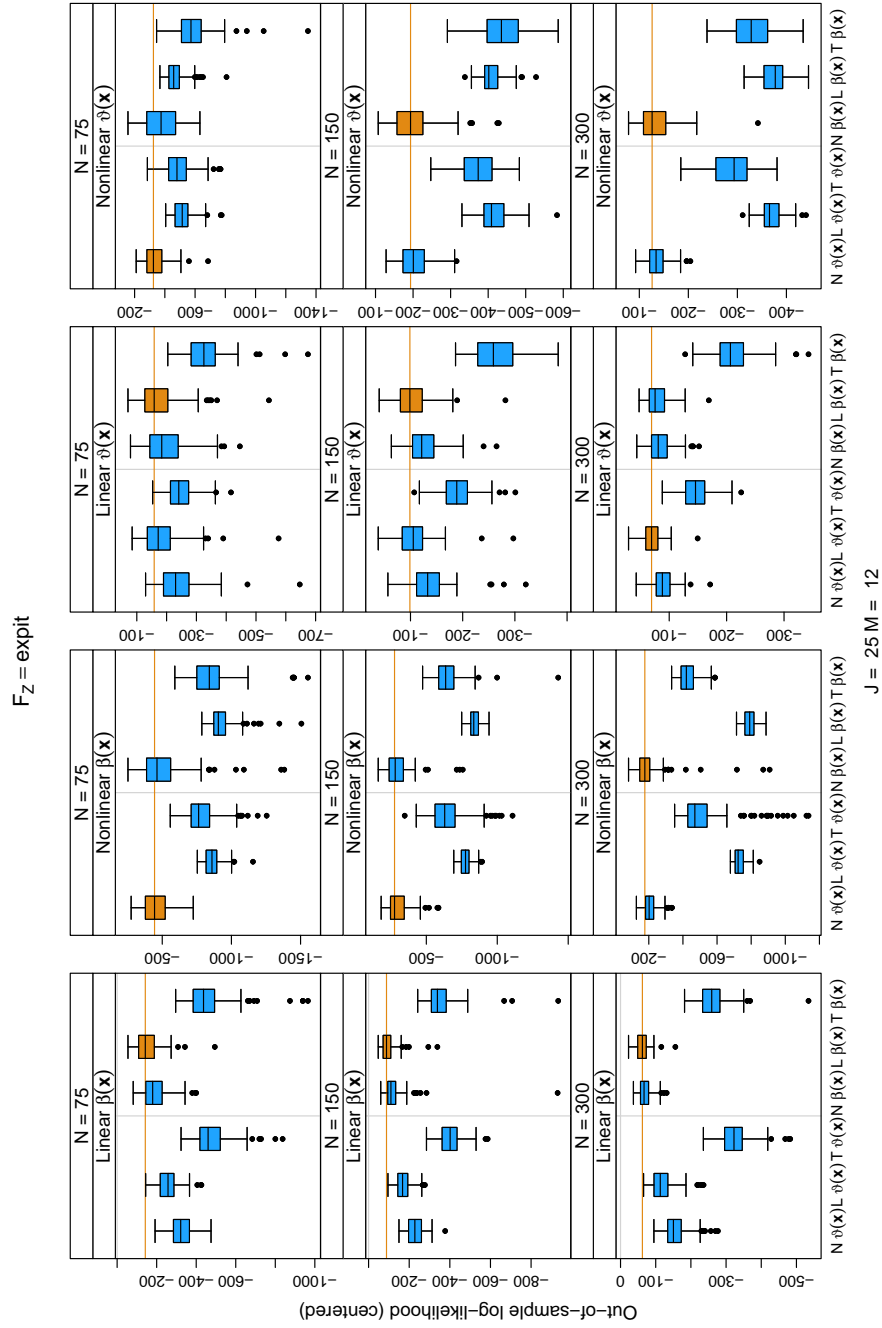 F_Z = expit
Out−of−sample log−likelihood (centered)
N = 75
Linear β(x)
−200
−400
−600
−1000
N = 75
Nonlinear β(x)
−500
−1000
−1500
N = 75
Linear ϑ(x)
−100
−300
−500
−700
N = 75
Nonlinear ϑ(x)
−200
−600
−1000
−1400
N = 150
Linear β(x)
−200
−400
−600
−800
N = 150
Nonlinear β(x)
−500
−1000
N = 150
Linear ϑ(x)
−100
−200
−300
N = 150
Nonlinear ϑ(x)
−100
−200
−300
−400
−500
−600
N = 300
Linear β(x)
0
−100
−300
−500
N = 300
Nonlinear β(x)
−200
−600
−1000
N = 300
Linear ϑ(x)
−100
−200
−300
N = 300
Nonlinear ϑ(x)
−100
−200
−300
−400
N ϑ(x) L ϑ(x) T ϑ(x) N β(x) L β(x) T β(x)
N ϑ(x) L ϑ(x) T ϑ(x) N β(x) L β(x) T β(x)
N ϑ(x) L ϑ(x) T ϑ(x) N β(x) L β(x) T β(x)
N ϑ(x) L ϑ(x) T ϑ(x) N β(x) L β(x) T β(x)
J = 25 M = 12